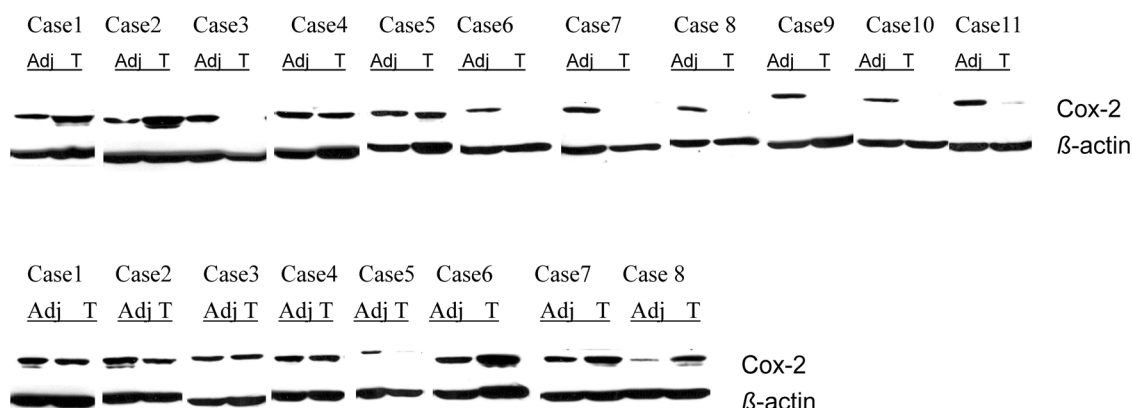 Case1 Case2 Case3 Case4 Case5 Case6 Case7 Case 8 Case9 Case10 Case11
Adj T Adj T Adj T Adj T Adj T Adj T Adj T Adj T Adj T Adj T Adj T
Cox-2
ß-actin
Case1 Case2 Case3 Case4 Case5 Case6 Case7 Case 8
Adj T Adj T Adj T Adj T Adj T Adj T Adj T Adj T
Cox-2
ß-actin